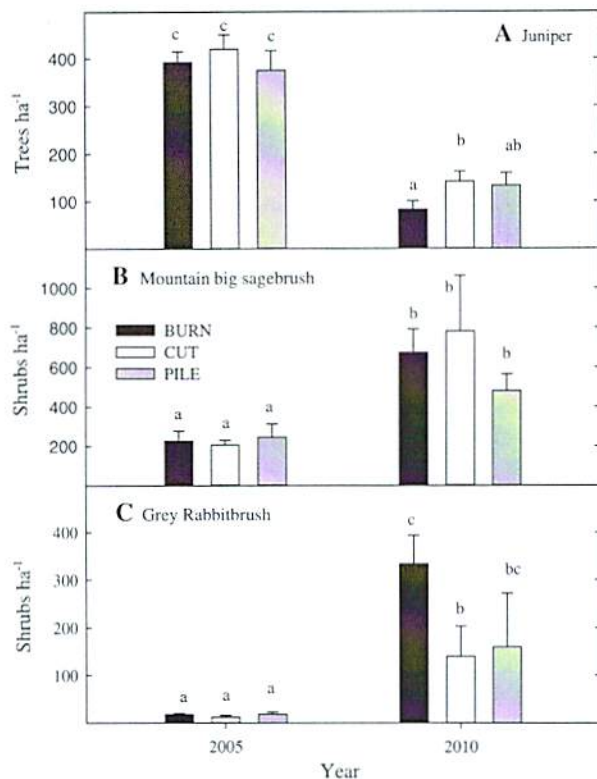 A Juniper
Trees ha-1
400
300
200
100
c c c
a b ab
B Mountain big sagebrush
Shrubs ha-1
1000
800
600
400
200
BURN
CUT
PILE
a a a
b b b
C Grey Rabbitbrush
Shrubs ha-1
400
300
200
100
a a a
c b bc
2005 2010
Year